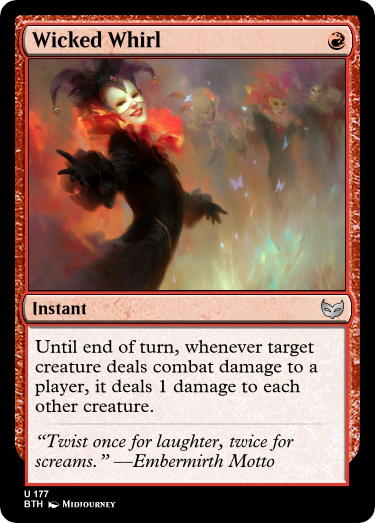 Wicked Whirl
Instant
Until end of turn, whenever target
creature deals combat damage to a
player, it deals 1 damage to each
other creature.
“Twist once for laughter, twice for
screams.” —Embermirth Motto
U 177
BTH Midjourney